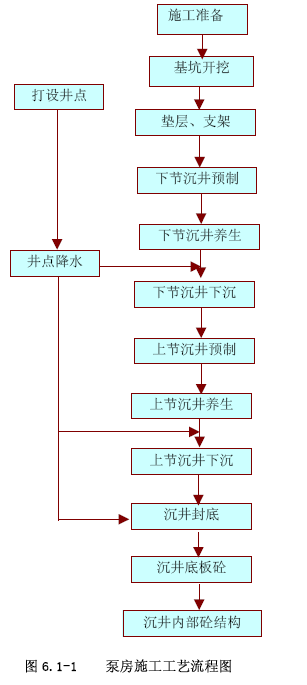 施工准备
基坑开挖
打设井点
垫层、支架
下节沉井预制
下节沉井养生
井点降水
下节沉井下沉
上节沉井预制
上节沉井养生
上节沉井下沉
沉井封底
沉井底板砼
沉井内部砼结构
图 6.1-1 泵房施工工艺流程图